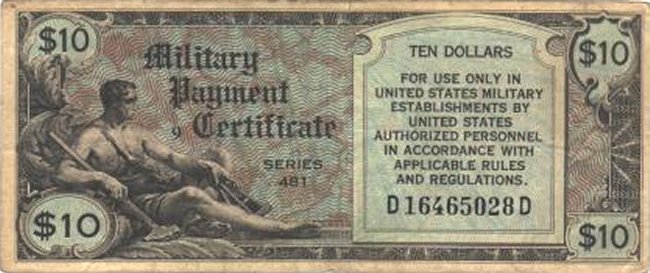 $10
Military
Payment
9 Certificate
SERIES
481
$10
TEN DOLLARS
FOR USE ONLY IN
UNITED STATES MILITARY
ESTABLISHMENTS BY
UNITED STATES
AUTHORIZED PERSONNEL
IN ACCORDANCE WITH
APPLICABLE RULES
AND REGULATIONS.
D16465028D
$10
$10